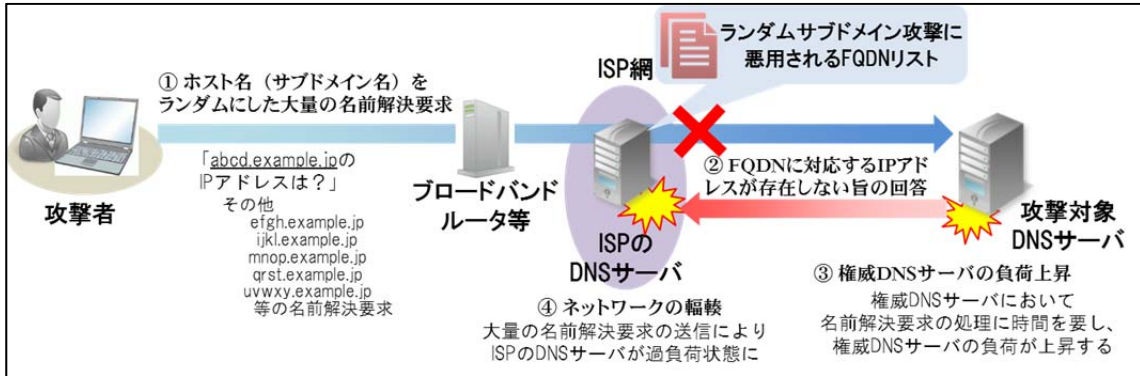 ランダムサブドメイン攻撃に
悪用されるFQDNリスト
ISP網
① ホスト名（サブドメイン名）を
ランダムにした大量の名前解決要求
「abcd.example.jpの
IPアドレスは？」
その他
efgh.example.jp
ijkl.example.jp
mnop.example.jp
qrst.example.jp
uvwxy.example.jp
等の名前解決要求
攻撃者
ブロードバンド
ルータ等
② FQDNに対応するIPアド
レスが存在しない旨の回答
ISPの
DNSサーバ
攻撃対象
DNSサーバ
④ ネットワークの輻輳
大量の名前解決要求の送信により
ISPのDNSサーバが過負荷状態に
③ 権威DNSサーバの負荷上昇
権威DNSサーバにおいて
名前解決要求の処理に時間を要し、
権威DNSサーバの負荷が上昇する